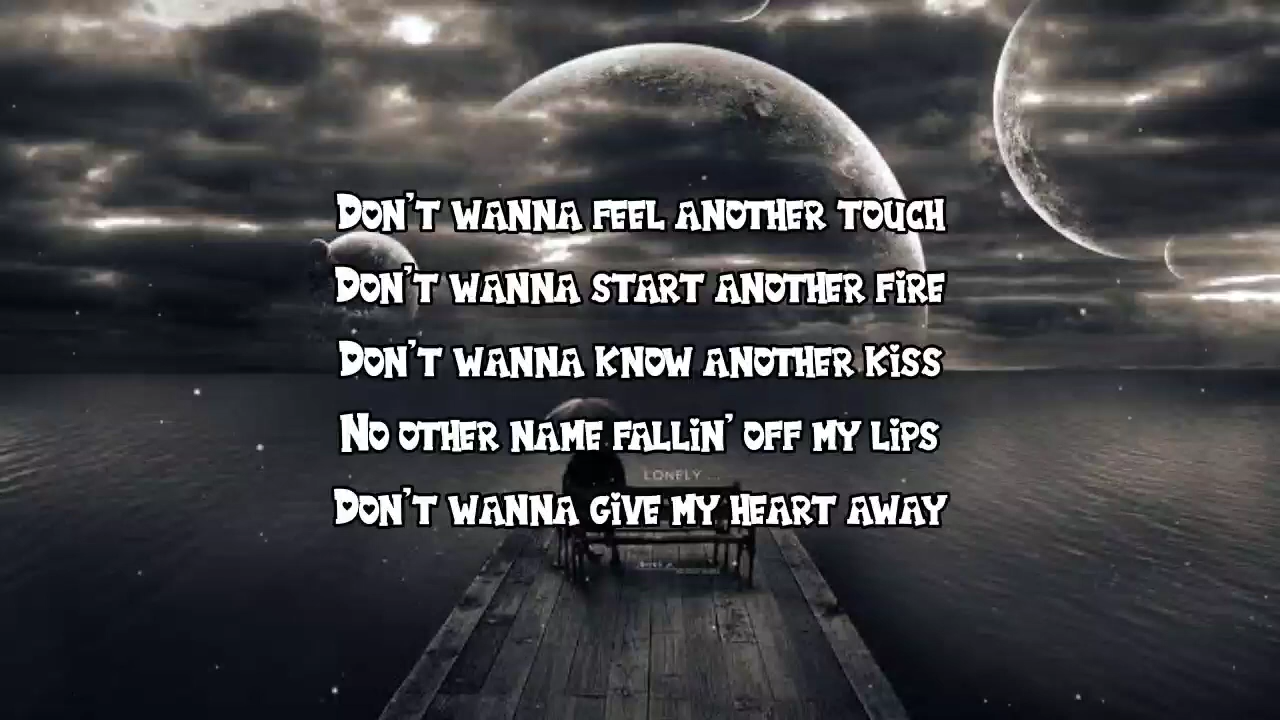 Don't wanna feel another touch
Don't wanna start another fire
Don't wanna know another kiss
No other name fallin' off my lips
LONELY ...
Don't wanna give my heart away